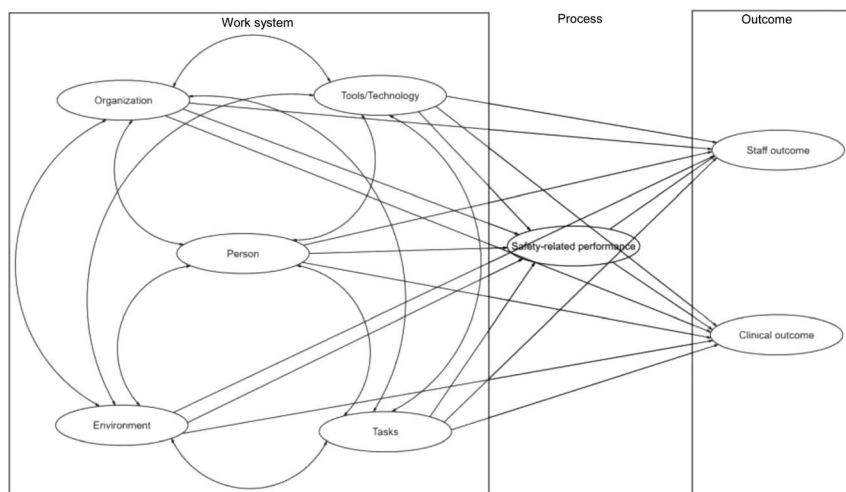 Work system
Process
Outcome
Organization
Tools/Technology
Staff outcome
Person
Safety-related performance
Clinical outcome
Environment
Tasks